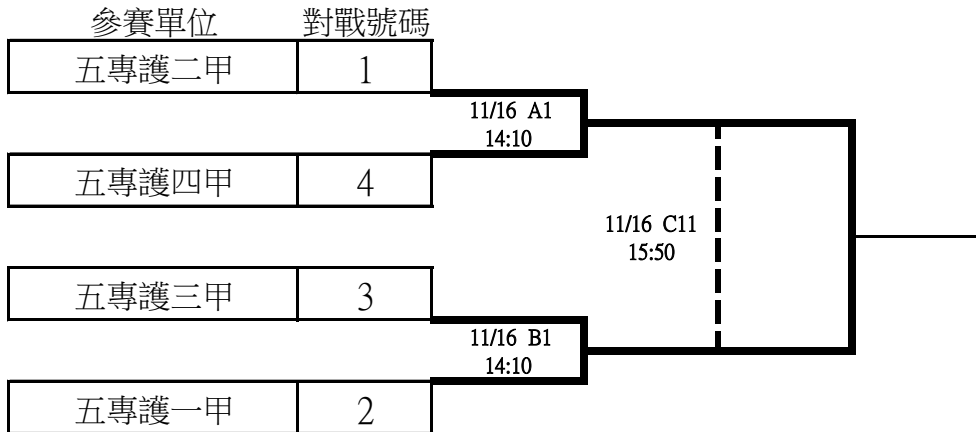 參賽單位 對戰號碼
五專護二甲 1
11/16 A1
14:10
五專護四甲 4
11/16 C11
15:50
五專護三甲 3
11/16 B1
14:10
五專護一甲 2